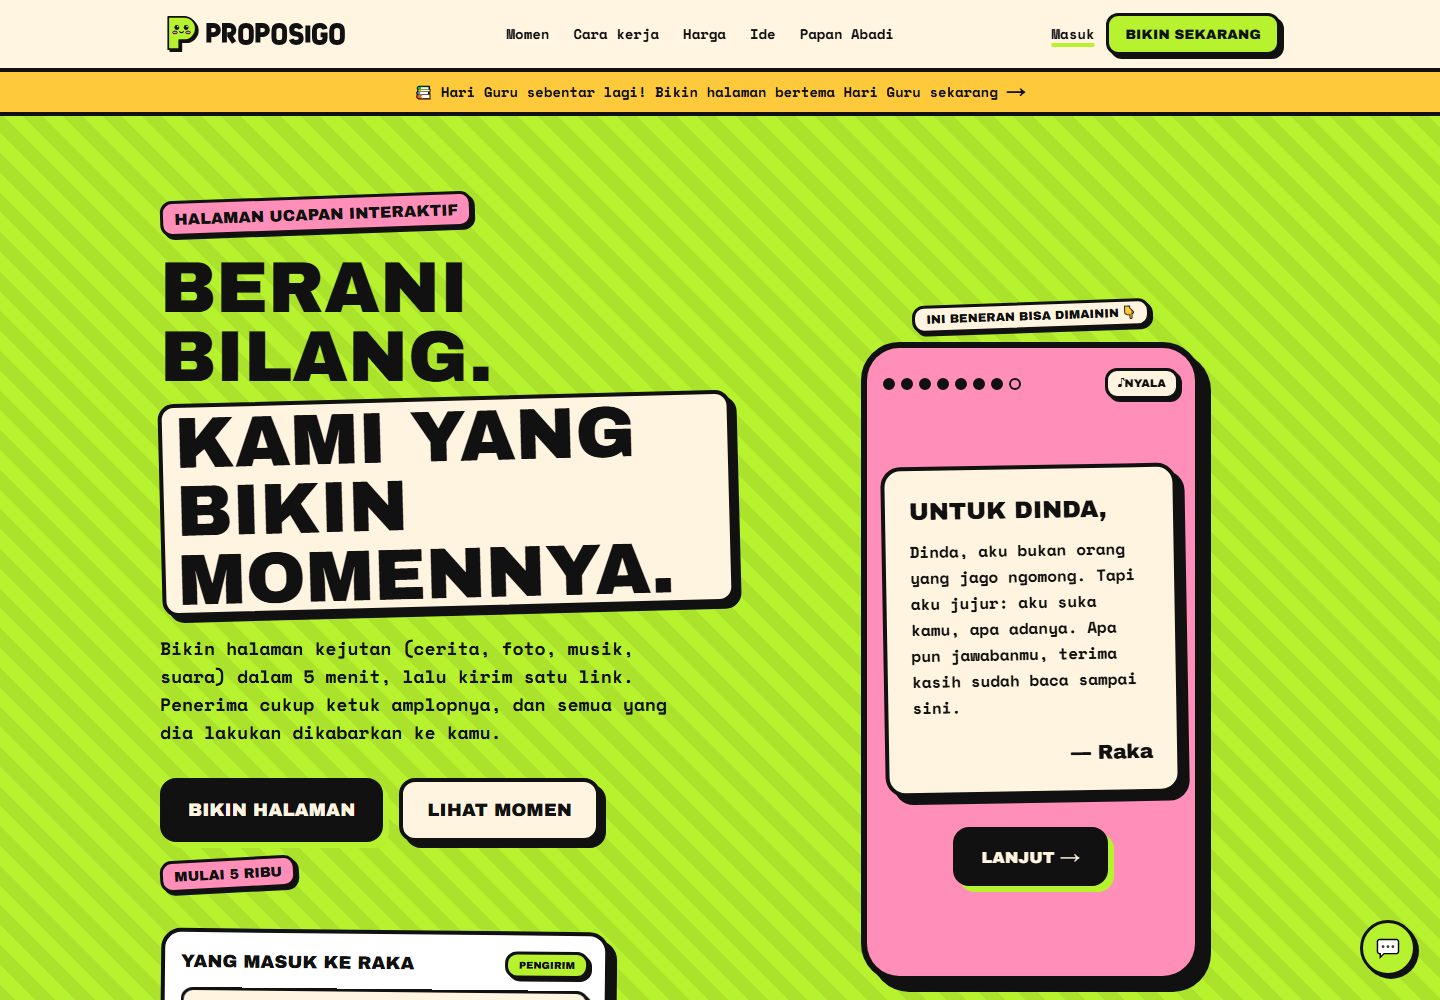 PROPOSIGO
Momen Cara kerja Harga Ide Papan Abadi
Masuk
BIKIN SEKARANG
📚 Hari Guru sebentar lagi! Bikin halaman bertema Hari Guru sekarang →
HALAMAN UCAPAN INTERAKTIF
BERANI
BILANG.
KAMI YANG
BIKIN
MOMENNYA.
Bikin halaman kejutan (cerita, foto, musik,
suara) dalam 5 menit, lalu kirim satu link.
Penerima cukup ketuk amplopnya, dan semua yang
dia lakukan dikabarkan ke kamu.
BIKIN HALAMAN
LIHAT MOMEN
MULAI 5 RIBU
YANG MASUK KE RAKA
PENGIRIM
INI BENERAN BISA DIMAININ 👇
♪NYALA
UNTUK DINDA,
Dinda, aku bukan orang
yang jago ngomong. Tapi
aku jujur: aku suka
kamu, apa adanya. Apa
pun jawabanmu, terima
kasih sudah baca sampai
sini.
— Raka
LANJUT →